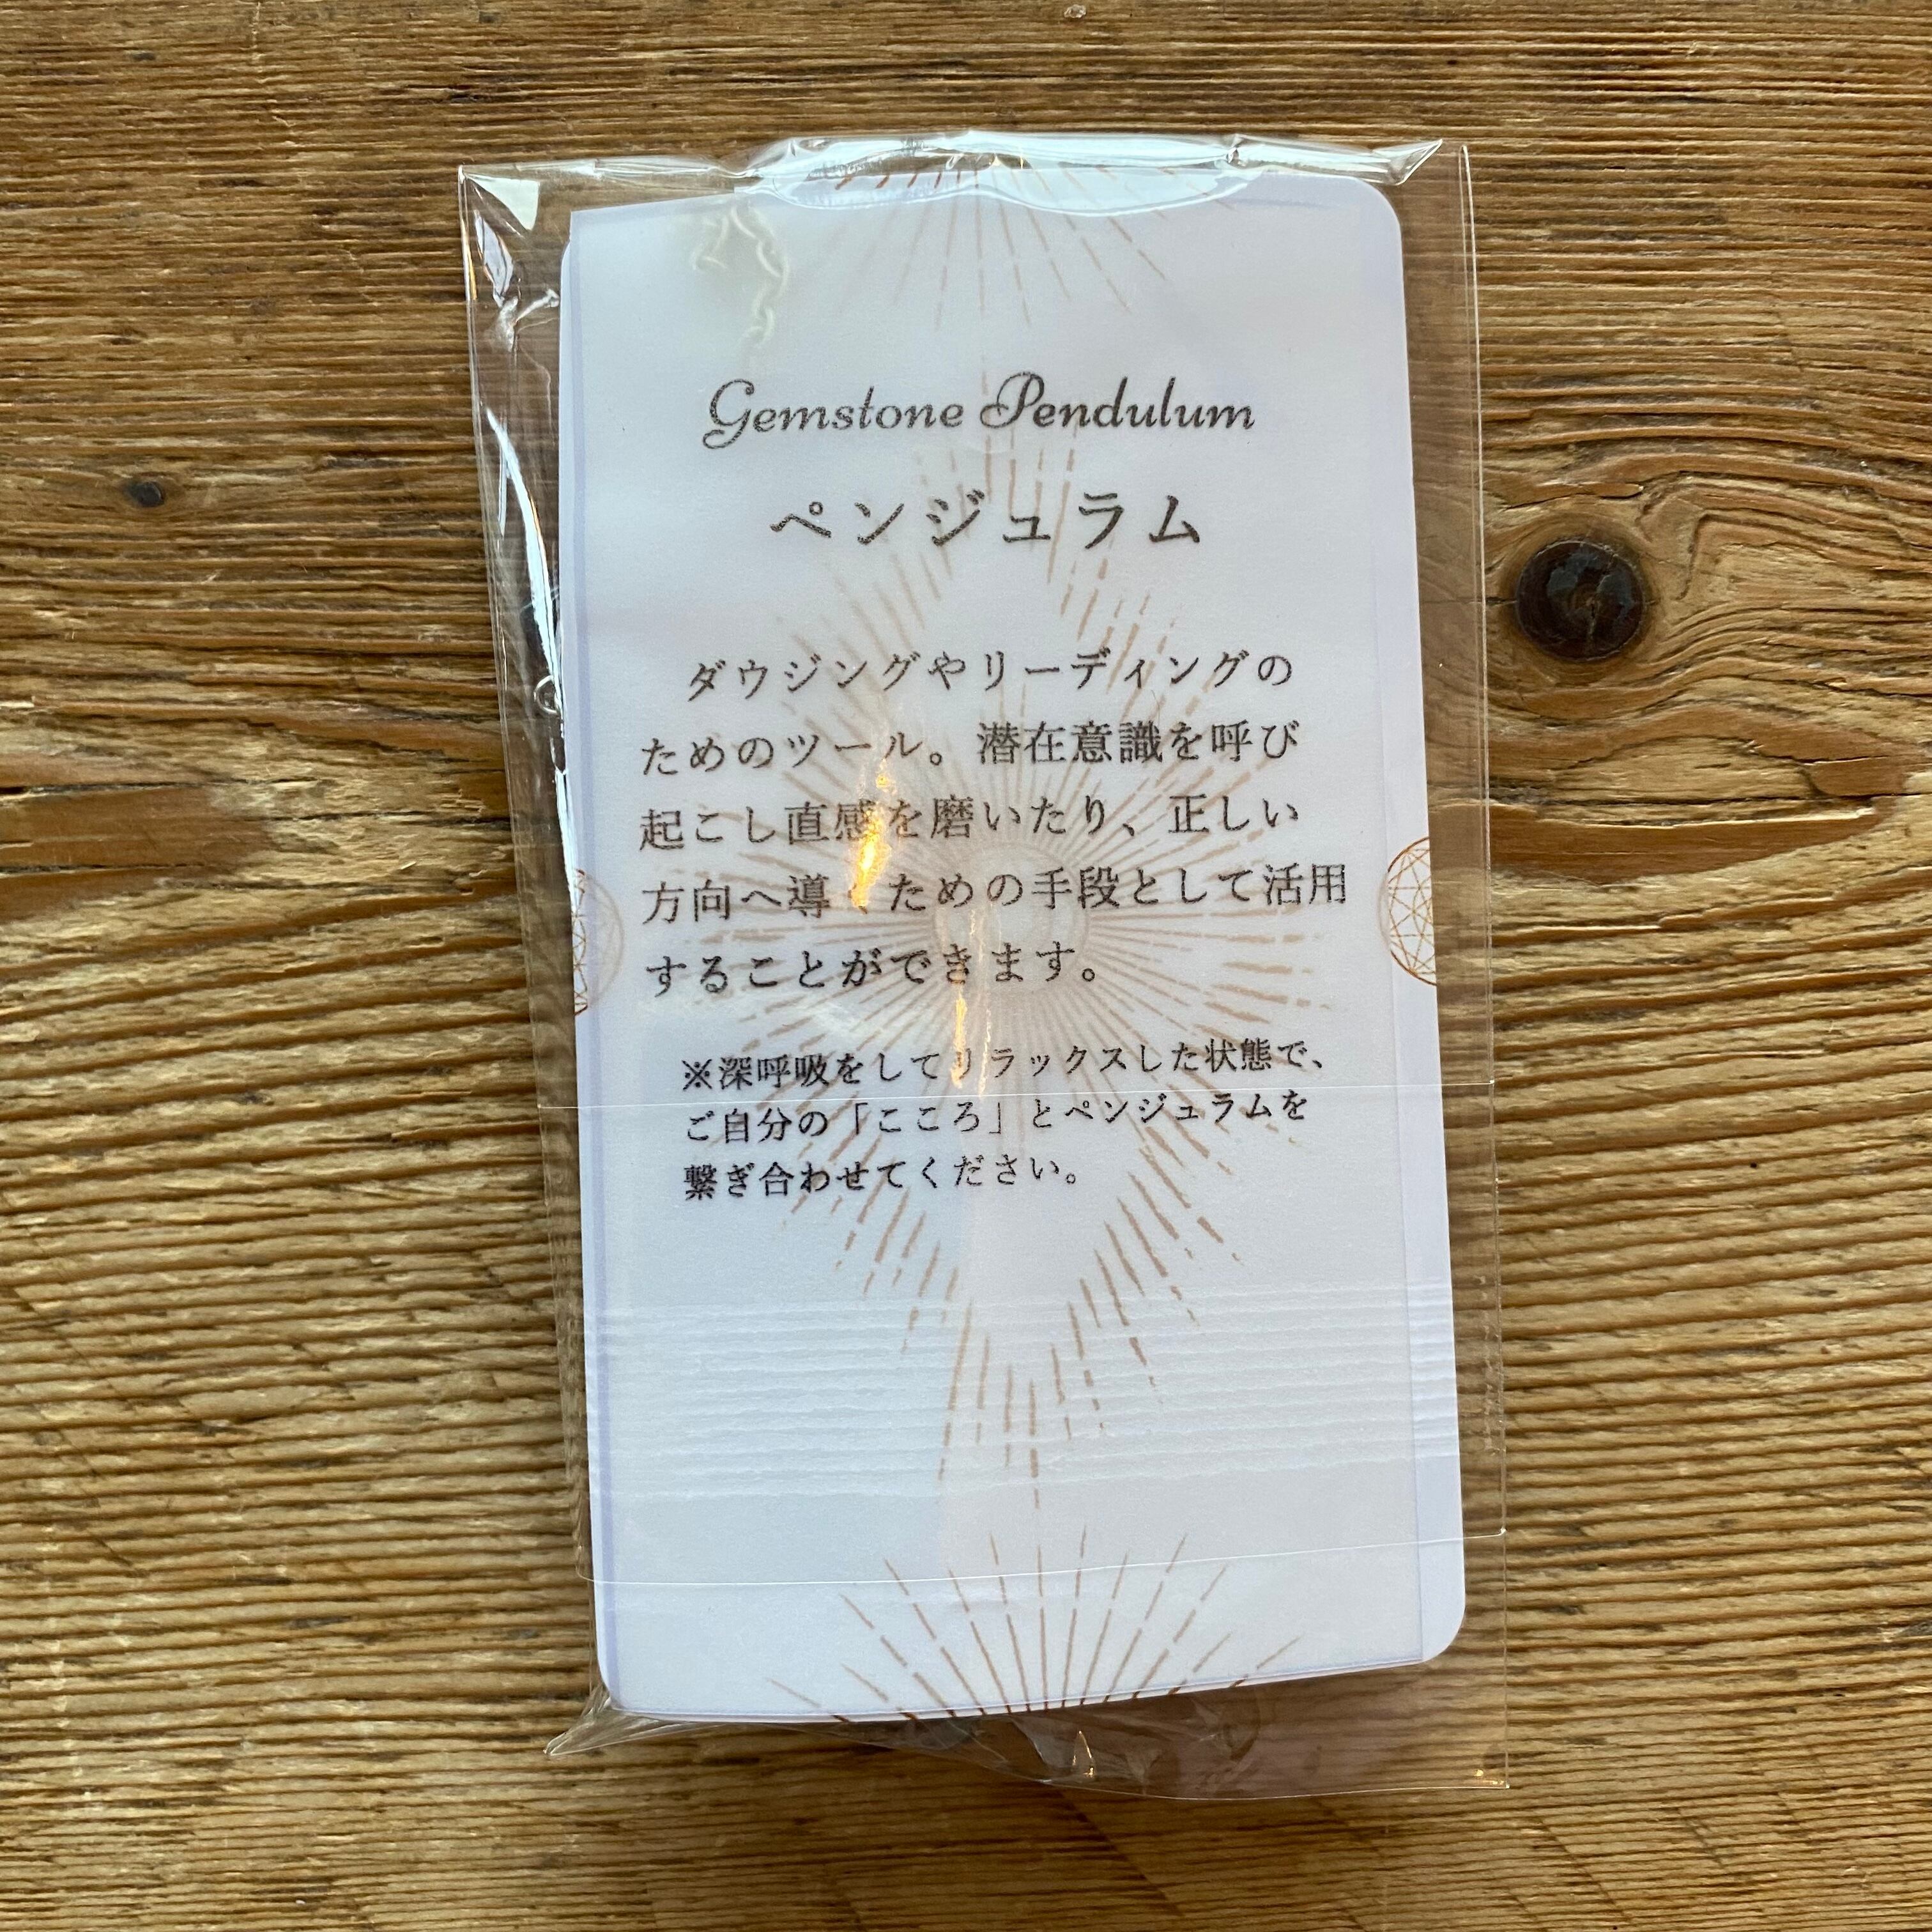 Gemstone Pendulum
ペンジュラム
ダウジングやリーディングの
ためのツール。潜在意識を呼び
起こし直感を磨いたり、正しい
方向へ導くための手段として活用
することができます。
※深呼吸をしてリラックスした状態で、
ご自分の「こころ」とペンジュラムを
繋ぎ合わせてください。